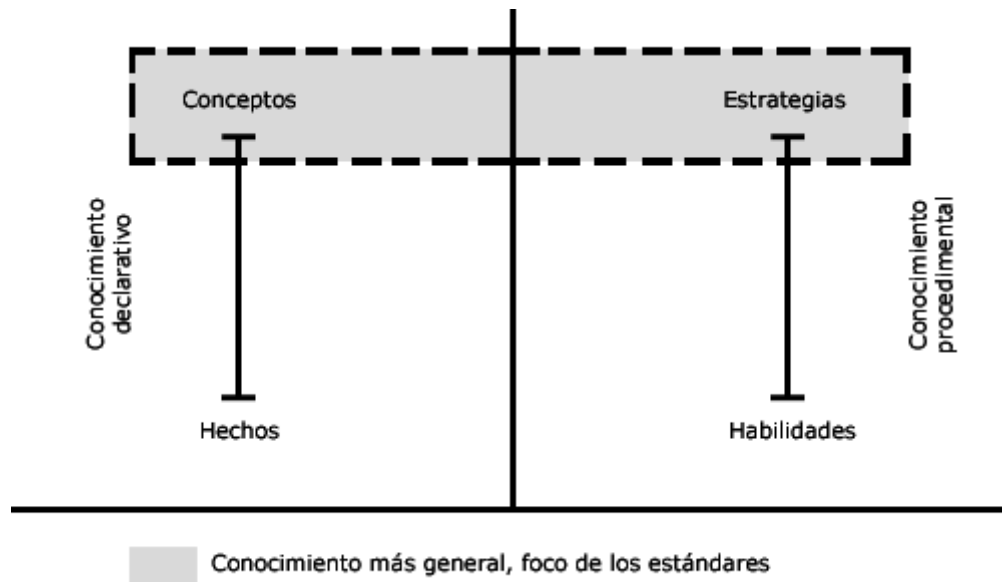 Conceptos
Estrategias
Conocimiento
declarativo
Conocimiento
procedimental
Hechos
Habilidades
Conocimiento más general, foco de los estándares